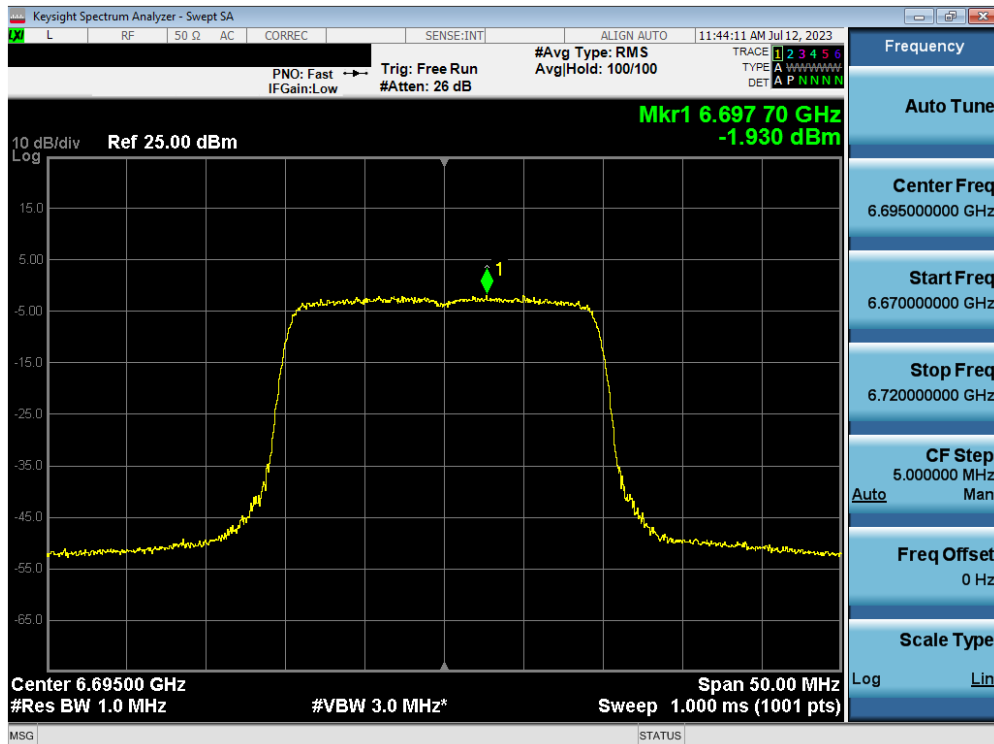 Keysight Spectrum Analyzer - Swept SA
LXI L RF 50 Ω AC CORREC SENSE:INT ALIGN AUTO 11:44:11 AM Jul 12, 2023
PNO: Fast
IFGain:Low
Trig: Free Run
#Atten: 26 dB
#Avg Type: RMS
Avg|Hold: 100/100
TRACE 1 2 3 4 5 6
TYPE A W W W W W
DET A P N N N N
Mkr1 6.697 70 GHz
-1.930 dBm
10 dB/div Ref 25.00 dBm
Log
15.0
5.00
-5.00
-15.0
-25.0
-35.0
-45.0
-55.0
-65.0
1
Center 6.69500 GHz Span 50.00 MHz
#Res BW 1.0 MHz #VBW 3.0 MHz* Sweep 1.000 ms (1001 pts)
MSG STATUS
Frequency
Auto Tune
Center Freq
6.695000000 GHz
Start Freq
6.670000000 GHz
Stop Freq
6.720000000 GHz
CF Step
5.000000 MHz
Auto Man
Freq Offset
0 Hz
Scale Type
Log Lin